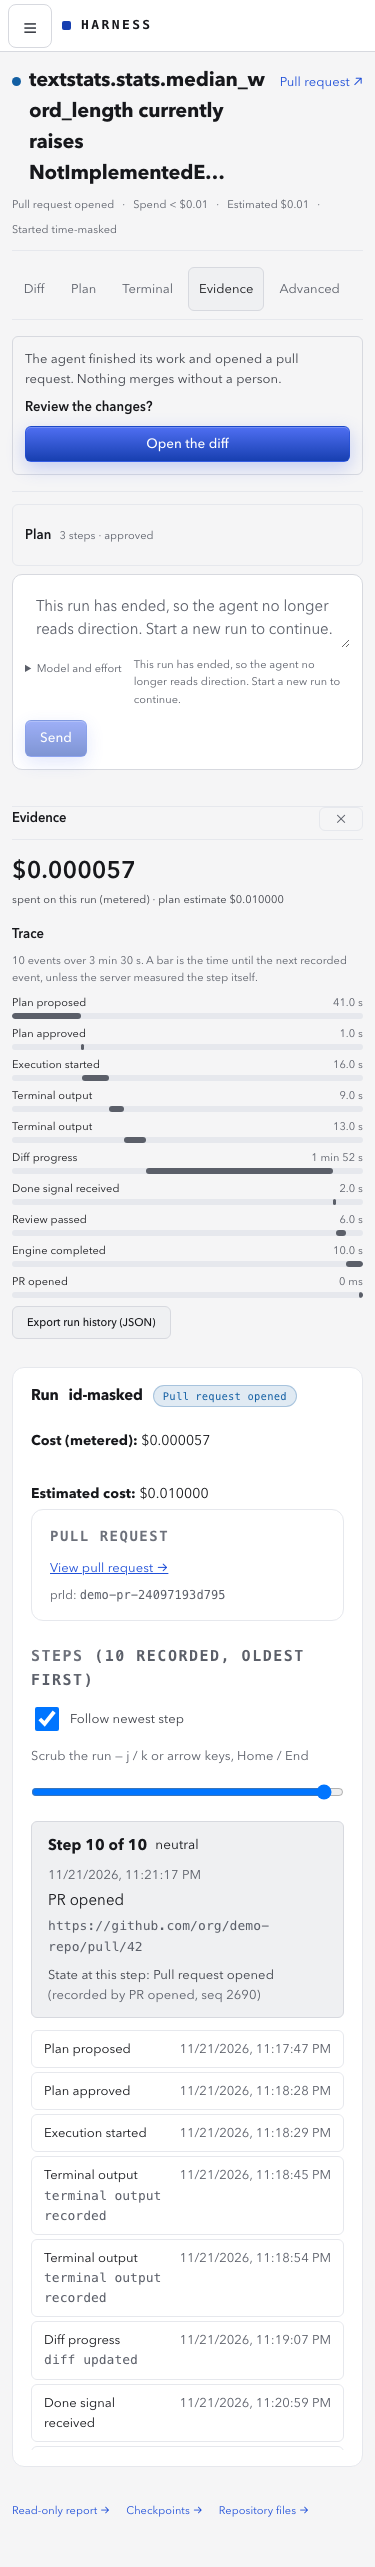 HARNESS
textstats.stats.median_w
ord_length currently
raises
NotImplementedE...
Pull request ↗
Pull request opened · Spend < $0.01 · Estimated $0.01 ·
Started time-masked
Diff Plan Terminal Evidence Advanced
The agent finished its work and opened a pull
request. Nothing merges without a person.
Review the changes?
Open the diff
Plan 3 steps · approved
This run has ended, so the agent no longer
reads direction. Start a new run to continue.
▶ Model and effort
This run has ended, so the agent no
longer reads direction. Start a new run to
continue.
Send
Evidence ×
$0.000057
spent on this run (metered) · plan estimate $0.010000
Trace
10 events over 3 min 30 s. A bar is the time until the next recorded
event, unless the server measured the step itself.
Plan proposed 41.0 s
Plan approved 1.0 s
Execution started 16.0 s
Terminal output 9.0 s
Terminal output 13.0 s
Diff progress 1 min 52 s
Done signal received 2.0 s
Review passed 6.0 s
Engine completed 10.0 s
PR opened 0 ms
Export run history (JSON)
Run id-masked Pull request opened
Cost (metered): $0.000057
Estimated cost: $0.010000
PULL REQUEST
View pull request →
prId: demo-pr-24097193d795
STEPS (10 RECORDED, OLDEST
FIRST)
Follow newest step
Scrub the run — j / k or arrow keys, Home / End
Step 10 of 10 neutral
11/21/2026, 11:21:17 PM
PR opened
https://github.com/org/demo-
repo/pull/42
State at this step: Pull request opened
(recorded by PR opened, seq 2690)
Plan proposed 11/21/2026, 11:17:47 PM
Plan approved 11/21/2026, 11:18:28 PM
Execution started 11/21/2026, 11:18:29 PM
Terminal output 11/21/2026, 11:18:45 PM
terminal output
recorded
Terminal output 11/21/2026, 11:18:54 PM
terminal output
recorded
Diff progress 11/21/2026, 11:19:07 PM
diff updated
Done signal 11/21/2026, 11:20:59 PM
received
Read-only report → Checkpoints → Repository files →